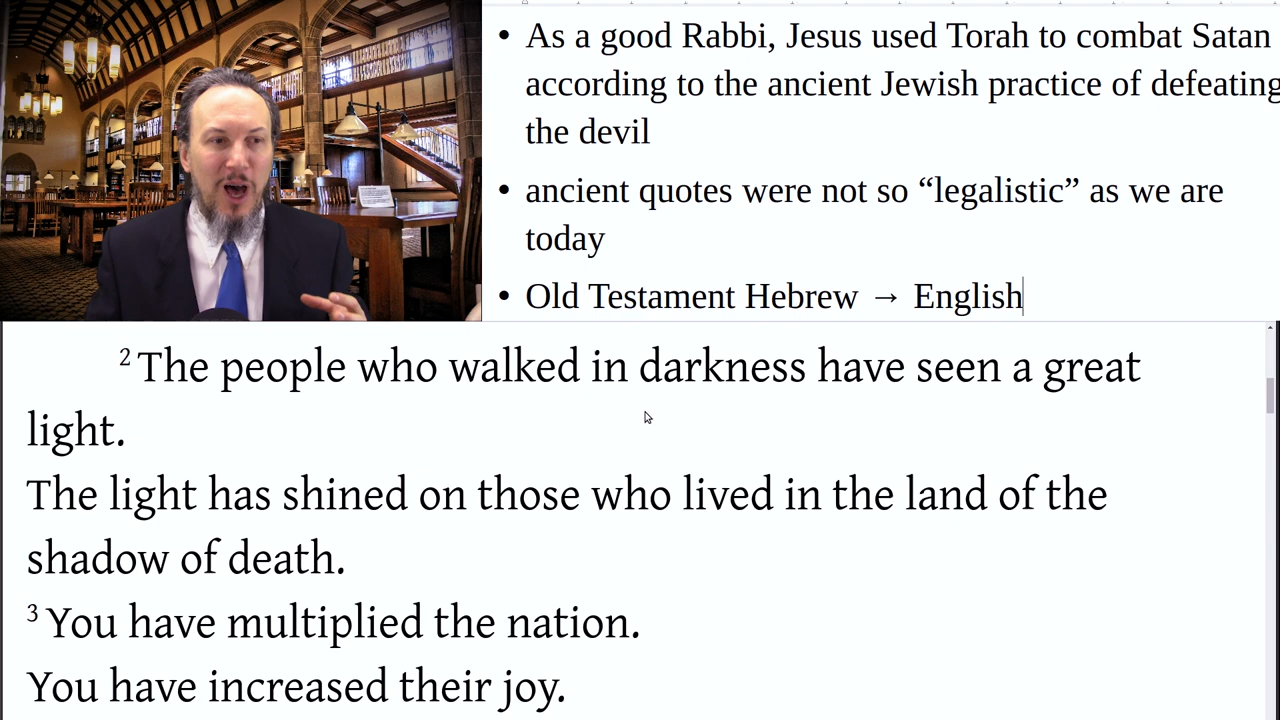 • As a good Rabbi, Jesus used Torah to combat Satan
according to the ancient Jewish practice of defeating
the devil
• ancient quotes were not so “legalistic” as we are
today
• Old Testament Hebrew → English
2 The people who walked in darkness have seen a great
light.
The light has shined on those who lived in the land of the
shadow of death.
3 You have multiplied the nation.
You have increased their joy.